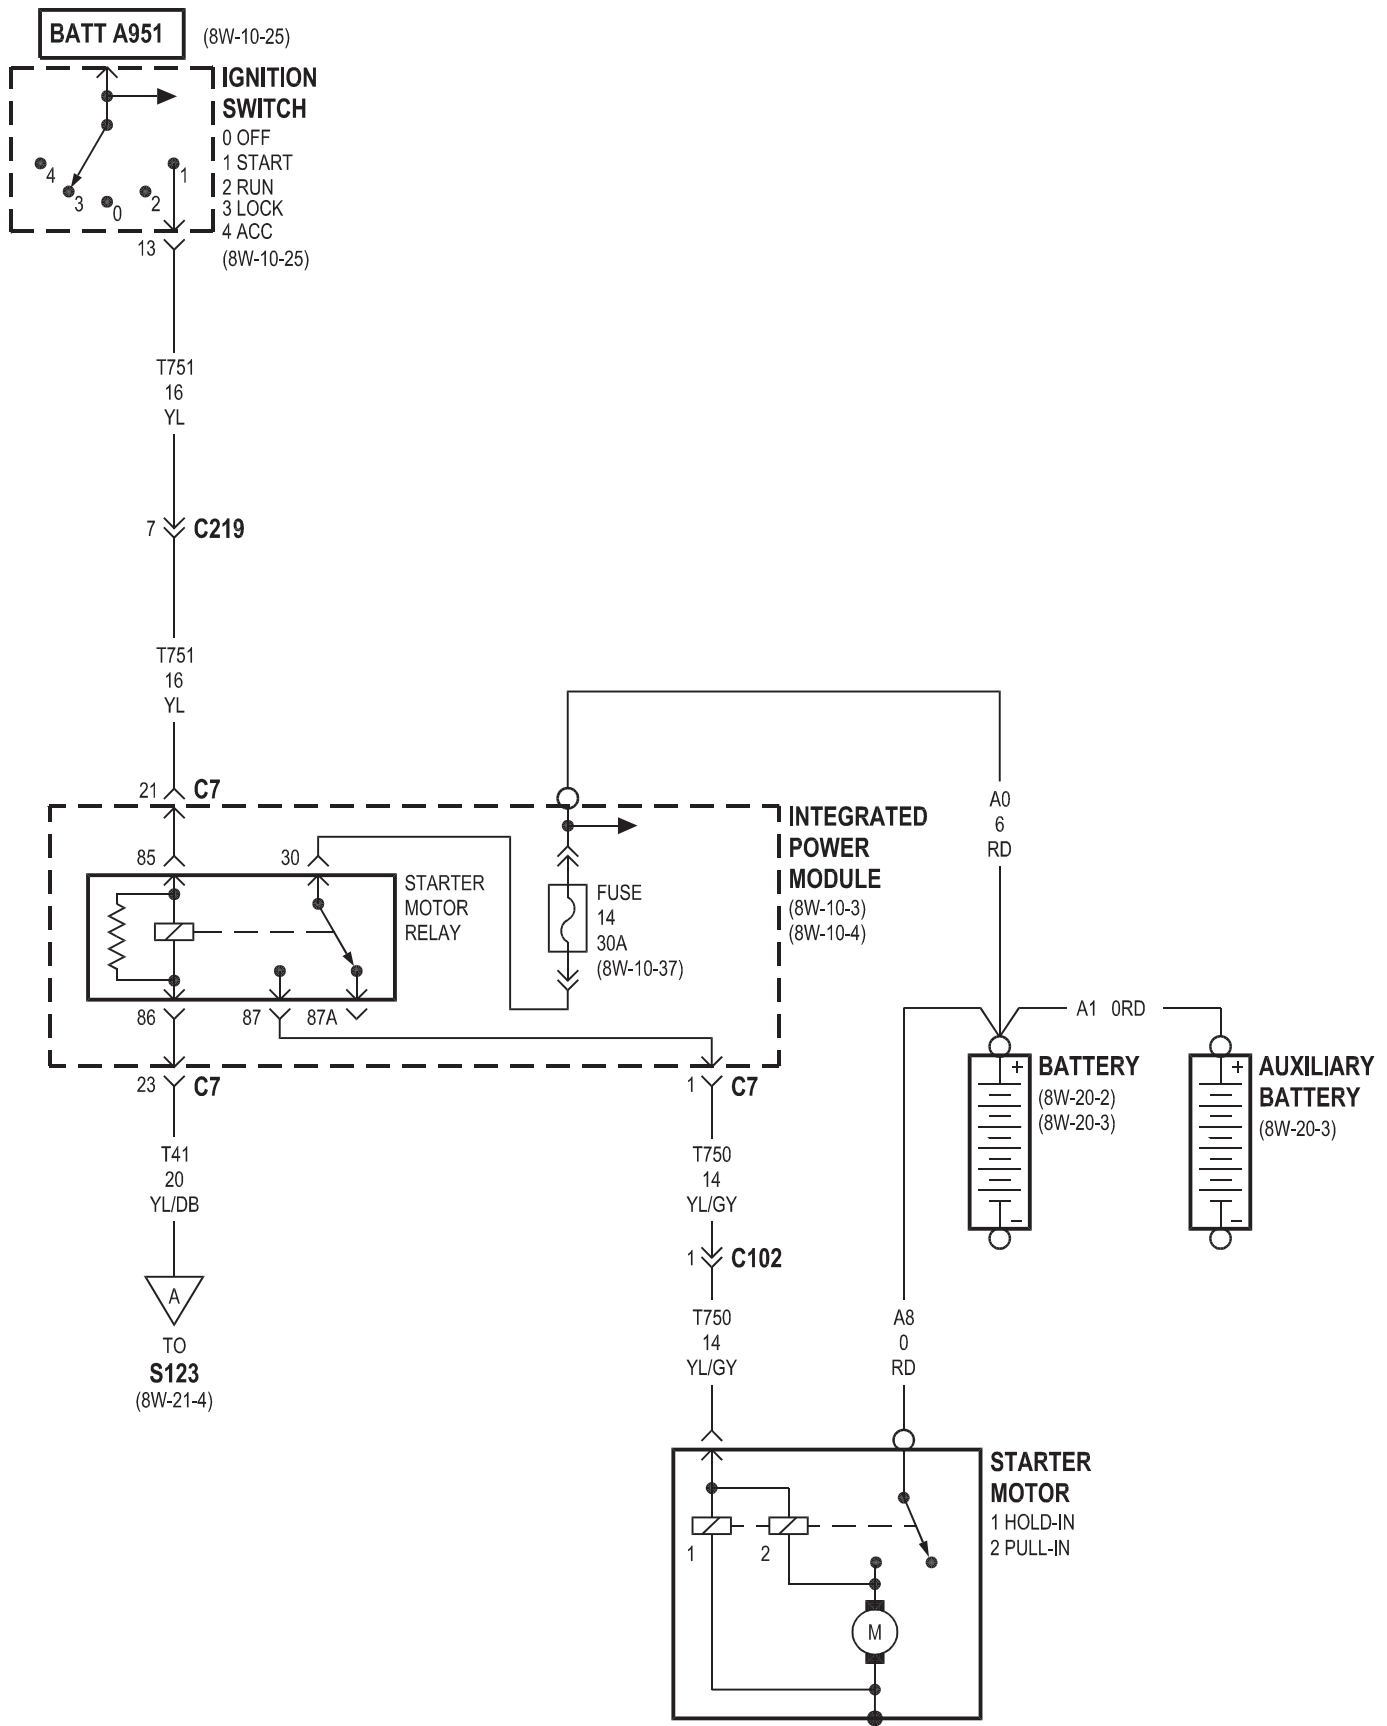 BATT A951
(8W-10-25)
IGNITION
SWITCH
0 OFF
1 START
2 RUN
3 LOCK
4 ACC
(8W-10-25)
4
3
0
2
1
13
T751
16
YL
7
C219
T751
16
YL
21
C7
85
30
STARTER
MOTOR
RELAY
FUSE
14
30A
(8W-10-37)
INTEGRATED
POWER
MODULE
(8W-10-3)
(8W-10-4)
A0
6
RD
86
87
87A
23
C7
1
C7
A1 0RD
+
BATTERY
(8W-20-2)
(8W-20-3)
–
+
AUXILIARY
BATTERY
(8W-20-3)
–
T41
20
YL/DB
A
TO
S123
(8W-21-4)
T750
14
YL/GY
1
C102
T750
14
YL/GY
A8
0
RD
STARTER
MOTOR
1 HOLD-IN
2 PULL-IN
1
2
M